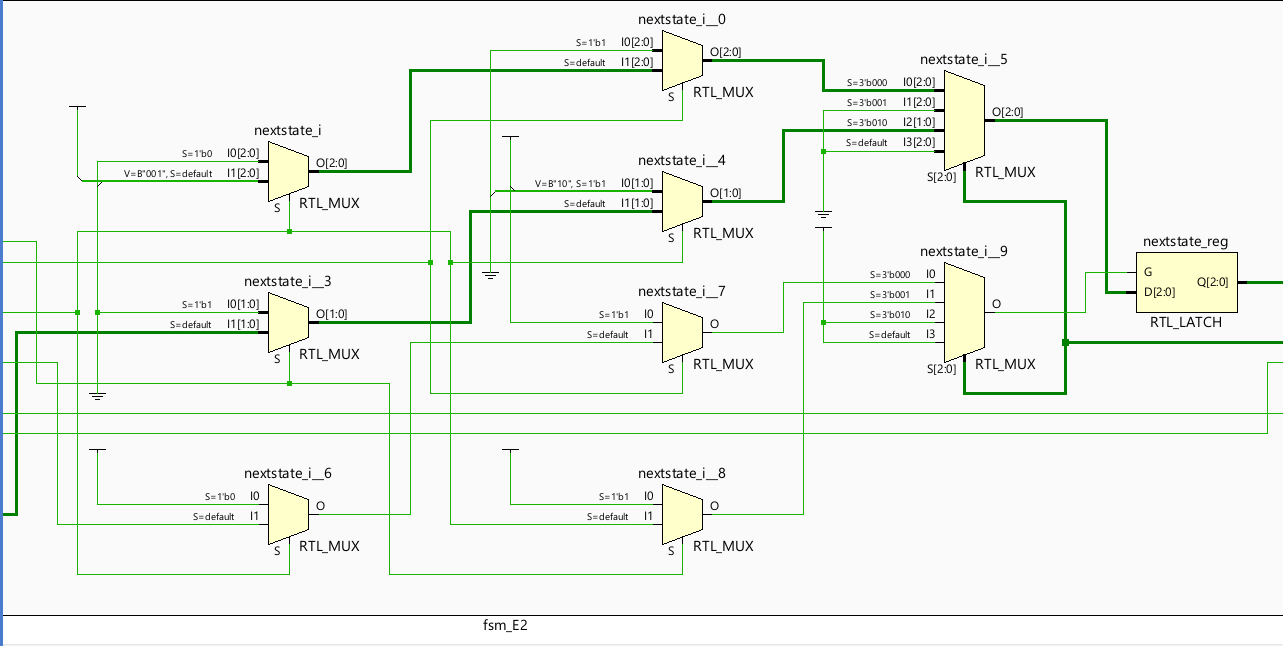 nextstate_i__0
S=1'b1 I0[2:0] O[2:0]
S=default I1[2:0]
S RTL_MUX
nextstate_i__5
S=3'b000 I0[2:0]
S=3'b001 I1[2:0] O[2:0]
S=3'b010 I2[1:0]
S=default I3[2:0]
S[2:0] RTL_MUX
nextstate_i
S=1'b0 I0[2:0] O[2:0]
V=B"001", S=default I1[2:0]
S RTL_MUX
nextstate_i__4
V=B"10", S=1'b1 I0[1:0] O[1:0]
S=default I1[1:0]
S RTL_MUX
nextstate_i__9
S=3'b000 I0
S=3'b001 I1 O
S=3'b010 I2
S=default I3
S[2:0] RTL_MUX
nextstate_reg
G Q[2:0]
D[2:0]
RTL_LATCH
nextstate_i__3
S=1'b1 I0[1:0] O[1:0]
S=default I1[1:0]
S RTL_MUX
nextstate_i__7
S=1'b1 I0 O
S=default I1
S RTL_MUX
nextstate_i__6
S=1'b0 I0 O
S=default I1
S RTL_MUX
nextstate_i__8
S=1'b1 I0 O
S=default I1
S RTL_MUX
fsm_E2